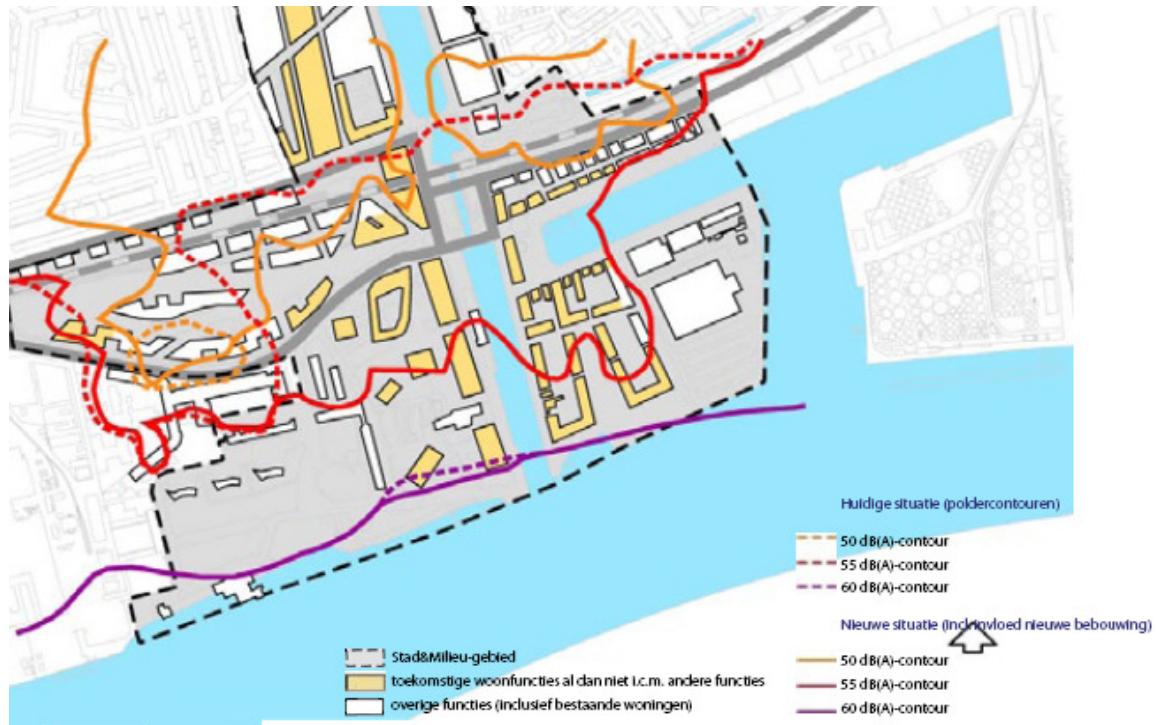 Huidige situatie (poldercontouren)
50 dB(A)-contour
55 dB(A)-contour
60 dB(A)-contour
Nieuwe situatie (incl. invloed nieuwe bebouwing)
50 dB(A)-contour
55 dB(A)-contour
60 dB(A)-contour
Stad&Milieu-gebied
toekomstige woonfuncties al dan niet i.c.m. andere functies
overige functies (inclusief bestaande woningen)